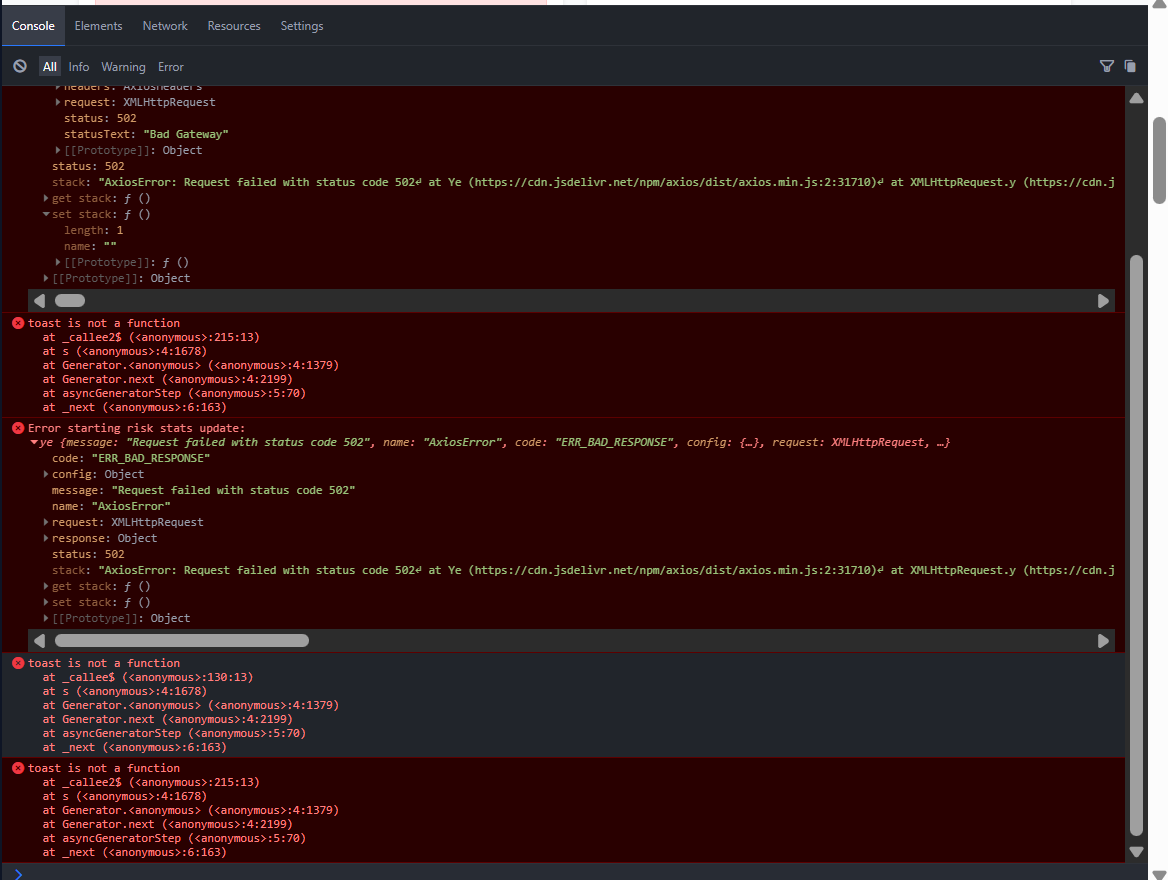 Console Elements Network Resources Settings
All Info Warning Error
headers: AxiosHeaders
request: XMLHttpRequest
status: 502
statusText: "Bad Gateway"
[[Prototype]]: Object
status: 502
stack: "AxiosError: Request failed with status code 502↲ at Ye (https://cdn.jsdelivr.net/npm/axios/dist/axios.min.js:2:31710)↲ at XMLHttpRequest.y (https://cdn.j
get stack: ƒ ()
set stack: ƒ ()
length: 1
name: ""
[[Prototype]]: ƒ ()
[[Prototype]]: Object
toast is not a function
at _callee2$ (<anonymous>:215:13)
at s (<anonymous>:4:1678)
at Generator.<anonymous> (<anonymous>:4:1379)
at Generator.next (<anonymous>:4:2199)
at asyncGeneratorStep (<anonymous>:5:70)
at _next (<anonymous>:6:163)
Error starting risk stats update:
ye {message: "Request failed with status code 502", name: "AxiosError", code: "ERR_BAD_RESPONSE", config: {…}, request: XMLHttpRequest, …}
code: "ERR_BAD_RESPONSE"
config: Object
message: "Request failed with status code 502"
name: "AxiosError"
request: XMLHttpRequest
response: Object
status: 502
stack: "AxiosError: Request failed with status code 502↲ at Ye (https://cdn.jsdelivr.net/npm/axios/dist/axios.min.js:2:31710)↲ at XMLHttpRequest.y (https://cdn.j
get stack: ƒ ()
set stack: ƒ ()
[[Prototype]]: Object
toast is not a function
at _callee$ (<anonymous>:130:13)
at s (<anonymous>:4:1678)
at Generator.<anonymous> (<anonymous>:4:1379)
at Generator.next (<anonymous>:4:2199)
at asyncGeneratorStep (<anonymous>:5:70)
at _next (<anonymous>:6:163)
toast is not a function
at _callee2$ (<anonymous>:215:13)
at s (<anonymous>:4:1678)
at Generator.<anonymous> (<anonymous>:4:1379)
at Generator.next (<anonymous>:4:2199)
at asyncGeneratorStep (<anonymous>:5:70)
at _next (<anonymous>:6:163)